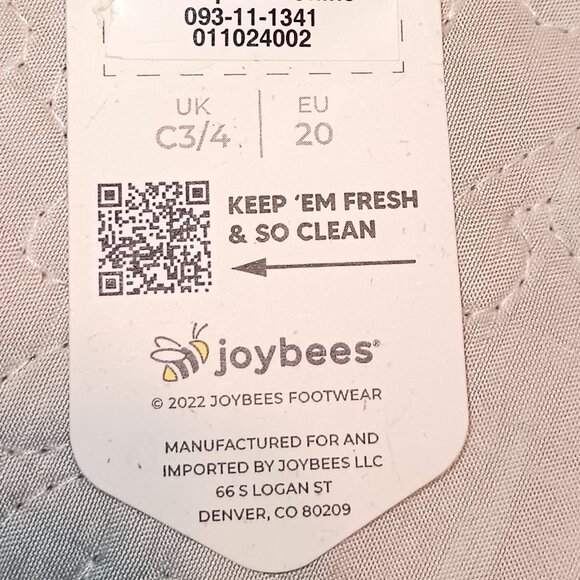 093-11-1341
011024002
UK EU
C3/4 20
KEEP ‘EM FRESH
& SO CLEAN
joybees®
© 2022 JOYBEES FOOTWEAR
MANUFACTURED FOR AND
IMPORTED BY JOYBEES LLC
66 S LOGAN ST
DENVER, CO 80209